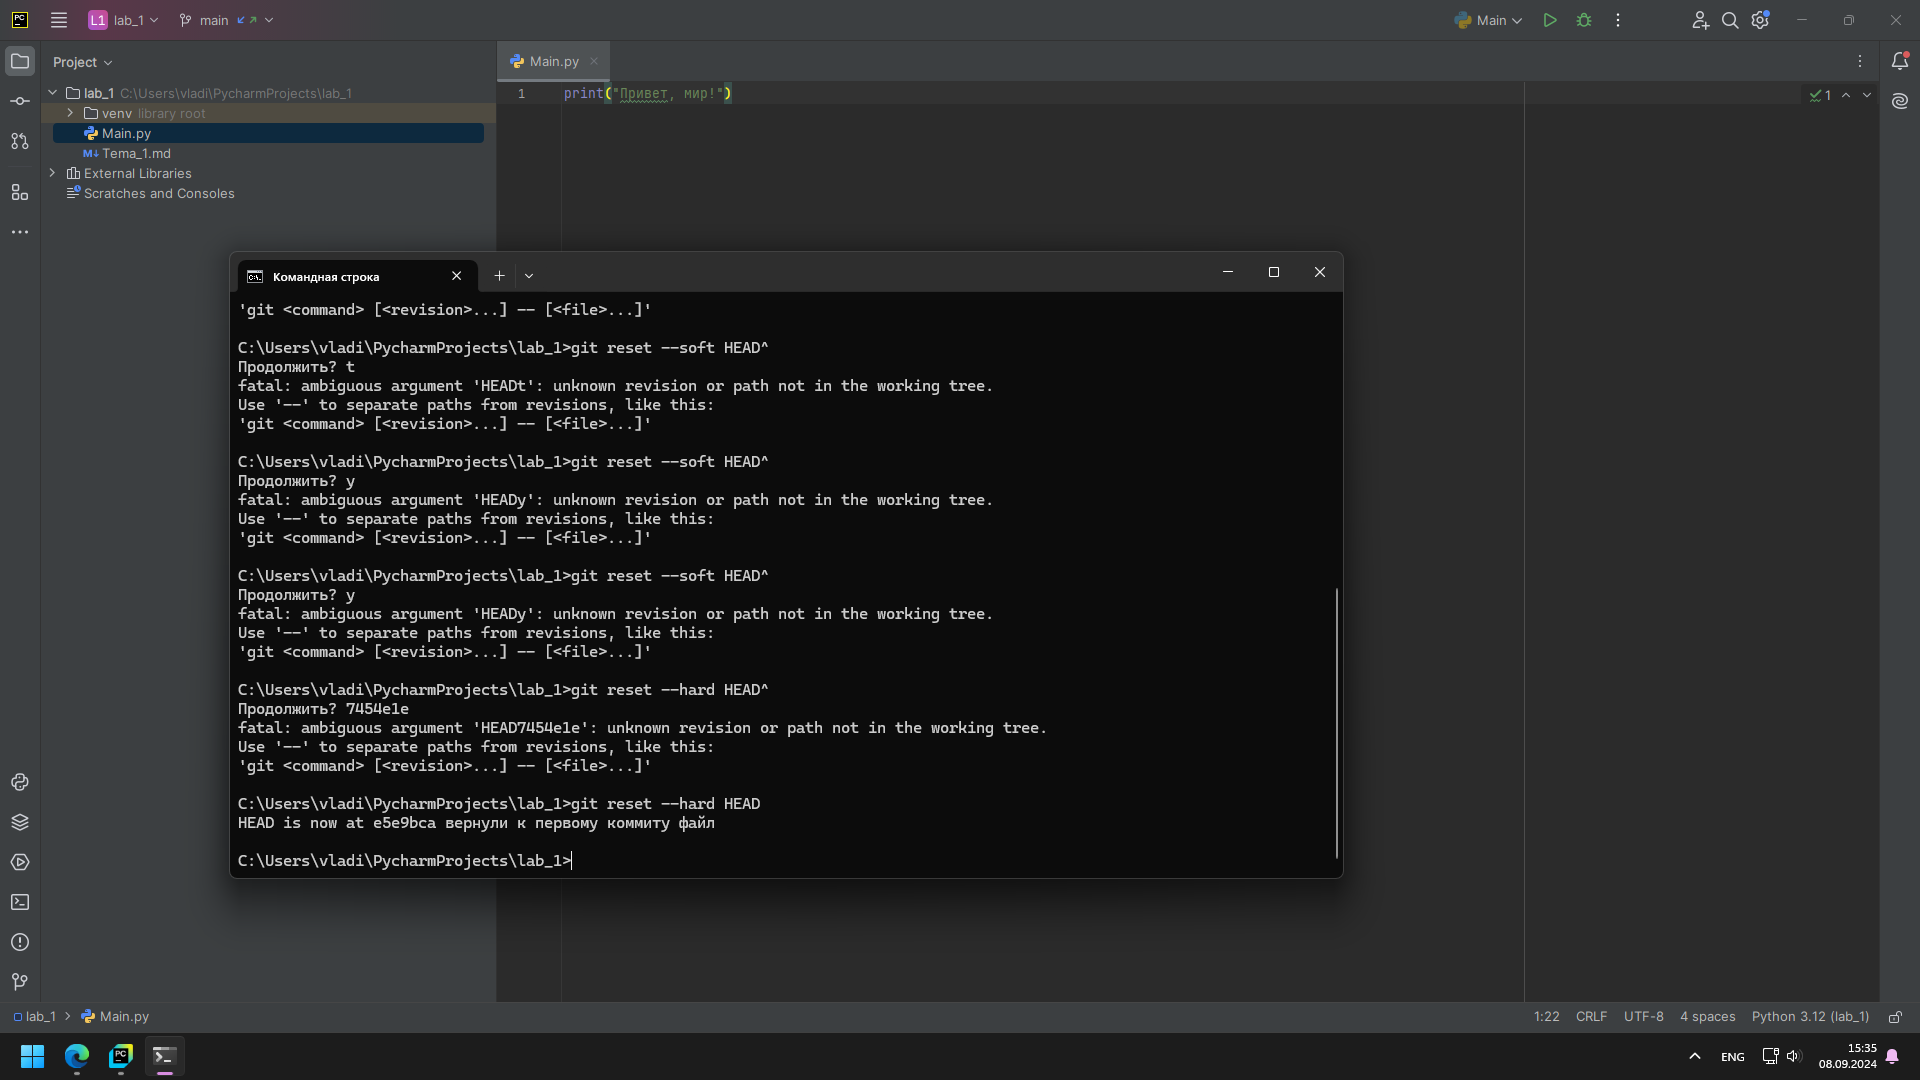 PC L1 lab_1 main Main
Project
Main.py
lab_1 C:\Users\vladi\PycharmProjects\lab_1
1 print("Привет, мир!") 1
venv library root
Main.py
M↓ Tema_1.md
External Libraries
Scratches and Consoles
C:\. Командная строка
'git <command> [<revision>...] -- [<file>...]'
C:\Users\vladi\PycharmProjects\lab_1>git reset --soft HEAD^
Продолжить? t
fatal: ambiguous argument 'HEADt': unknown revision or path not in the working tree.
Use '--' to separate paths from revisions, like this:
'git <command> [<revision>...] -- [<file>...]'
C:\Users\vladi\PycharmProjects\lab_1>git reset --soft HEAD^
Продолжить? y
fatal: ambiguous argument 'HEADy': unknown revision or path not in the working tree.
Use '--' to separate paths from revisions, like this:
'git <command> [<revision>...] -- [<file>...]'
C:\Users\vladi\PycharmProjects\lab_1>git reset --soft HEAD^
Продолжить? y
fatal: ambiguous argument 'HEADy': unknown revision or path not in the working tree.
Use '--' to separate paths from revisions, like this:
'git <command> [<revision>...] -- [<file>...]'
C:\Users\vladi\PycharmProjects\lab_1>git reset --hard HEAD^
Продолжить? 7454e1e
fatal: ambiguous argument 'HEAD7454e1e': unknown revision or path not in the working tree.
Use '--' to separate paths from revisions, like this:
'git <command> [<revision>...] -- [<file>...]'
C:\Users\vladi\PycharmProjects\lab_1>git reset --hard HEAD
HEAD is now at e5e9bca вернули к первому коммиту файл
C:\Users\vladi\PycharmProjects\lab_1>
lab_1 > Main.py 1:22 CRLF UTF-8 4 spaces Python 3.12 (lab_1)
PC ENG 15:35
08.09.2024